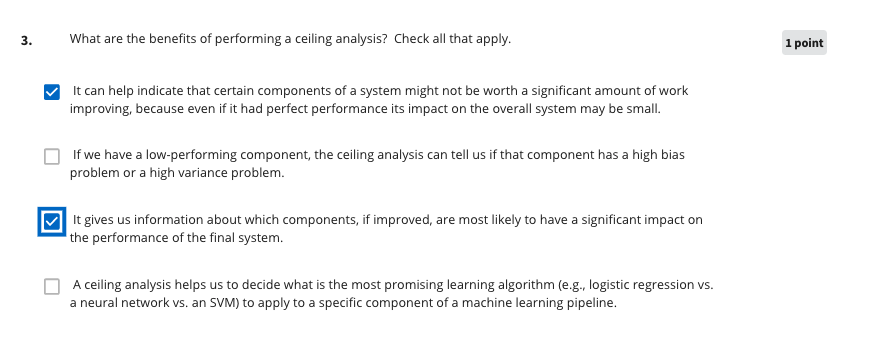 3. What are the benefits of performing a ceiling analysis? Check all that apply. 1 point
It can help indicate that certain components of a system might not be worth a significant amount of work
improving, because even if it had perfect performance its impact on the overall system may be small.
If we have a low-performing component, the ceiling analysis can tell us if that component has a high bias
problem or a high variance problem.
It gives us information about which components, if improved, are most likely to have a significant impact on
the performance of the final system.
A ceiling analysis helps us to decide what is the most promising learning algorithm (e.g., logistic regression vs.
a neural network vs. an SVM) to apply to a specific component of a machine learning pipeline.